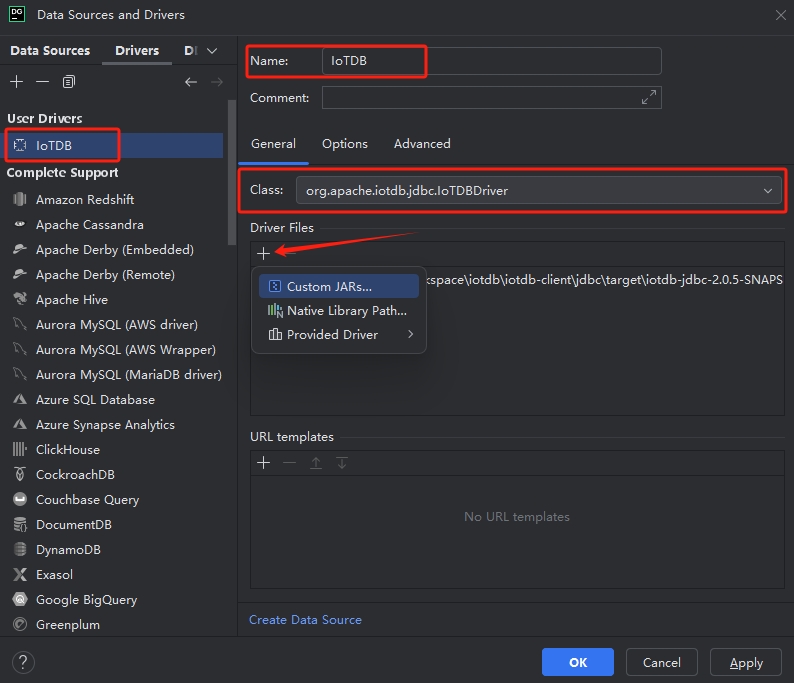 DG
Data Sources and Drivers
Data Sources
Drivers
User Drivers
IoTDB
Complete Support
Amazon Redshift
Apache Cassandra
Apache Derby (Embedded)
Apache Derby (Remote)
Apache Hive
Aurora MySQL (AWS driver)
Aurora MySQL (AWS Wrapper)
Aurora MySQL (MariaDB driver)
Azure SQL Database
Azure Synapse Analytics
ClickHouse
CockroachDB
Couchbase Query
DocumentDB
DynamoDB
Exasol
Google BigQuery
Greenplum
Name: IoTDB
Comment:
General Options Advanced
Class: org.apache.iotdb.jdbc.IoTDBDriver
Driver Files
kspace\iotdb\iotdb-client\jdbc\target\iotdb-jdbc-2.0.5-SNAPS
Custom JARs...
Native Library Path...
Provided Driver
URL templates
No URL templates
Create Data Source
?
OK
Cancel
Apply